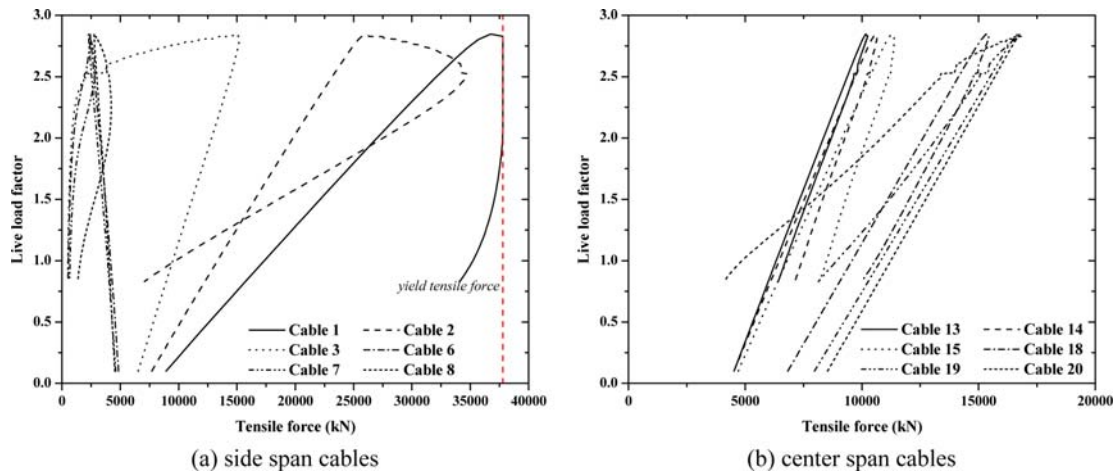 3.0
2.5
2.0
1.5
1.0
0.5
0.0
Live load factor
yield tensile force
Cable 1
Cable 2
Cable 3
Cable 6
Cable 7
Cable 8
0
5000
10000
15000
20000
25000
30000
35000
40000
Tensile force (kN)
(a) side span cables
3.0
2.5
2.0
1.5
1.0
0.5
0.0
Live load factor
Cable 13
Cable 14
Cable 15
Cable 18
Cable 19
Cable 20
0
5000
10000
15000
20000
Tensile force (kN)
(b) center span cables